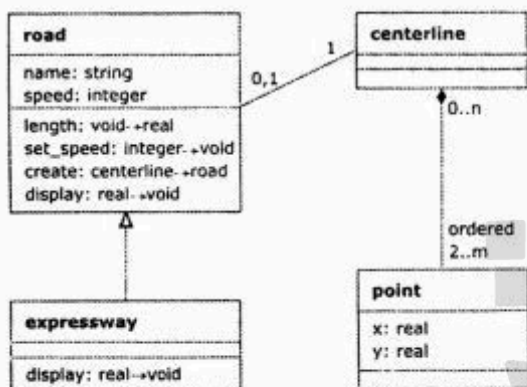 road
name: string
speed: integer
length: void→real
set_speed: integer→void
create: centerline→road
display: real→void
0,1
1
centerline
0..n
ordered
2..m
point
x: real
y: real
expressway
display: real→void